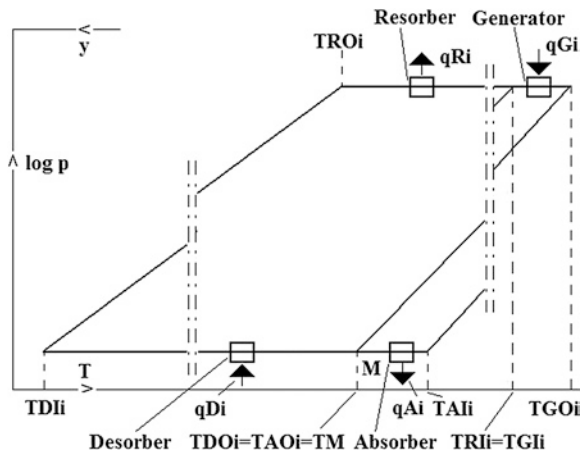 Resorber Generator
y TROi qRi qGi
log p
T M
TDIi qDi qAi TAIi TGOi
Desorber TDOi=TAOi=TM Absorber TRIi=TGIi